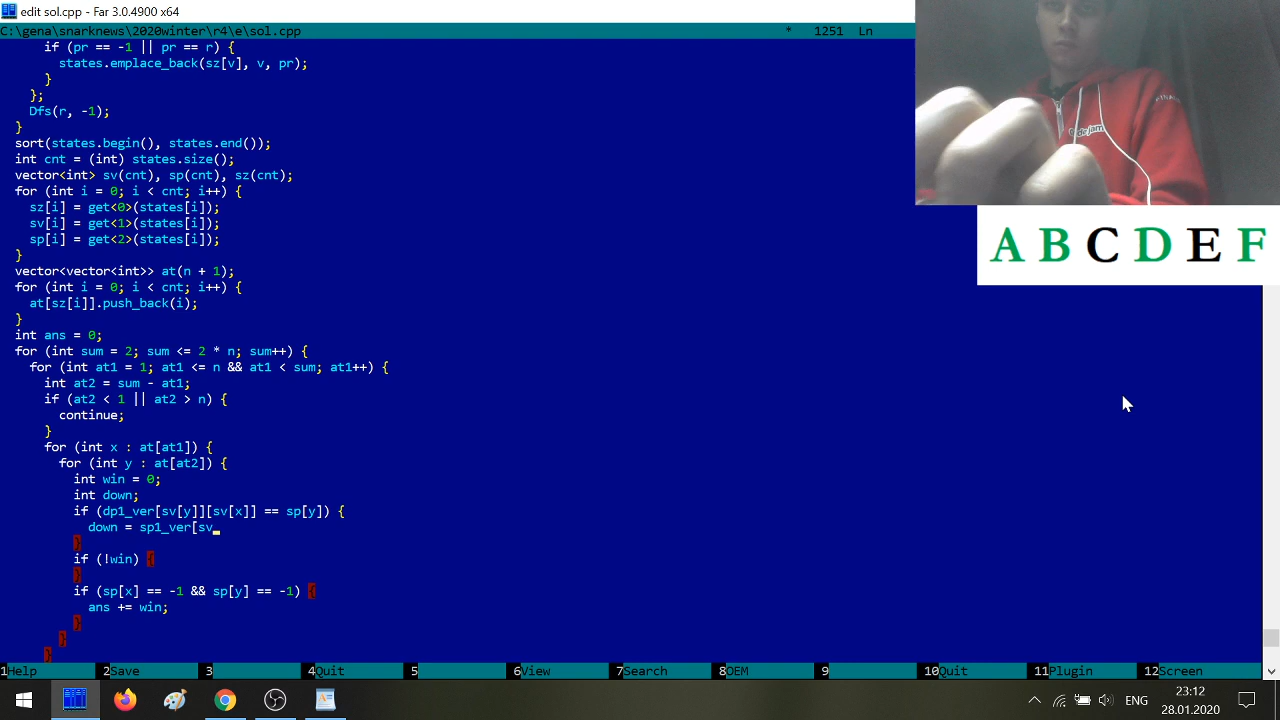 edit sol.cpp - Far 3.0.4900 x64
C:\gena\snarknews\2020winter\r4\e\sol.cpp * 1251 Ln
if (pr == -1 || pr == r) {
states.emplace_back(sz[v], v, pr);
}
};
Dfs(r, -1);
}
sort(states.begin(), states.end());
int cnt = (int) states.size();
vector<int> sv(cnt), sp(cnt), sz(cnt);
for (int i = 0; i < cnt; i++) {
sz[i] = get<0>(states[i]);
sv[i] = get<1>(states[i]);
sp[i] = get<2>(states[i]);
}
vector<vector<int>> at(n + 1);
for (int i = 0; i < cnt; i++) {
at[sz[i]].push_back(i);
}
int ans = 0;
for (int sum = 2; sum <= 2 * n; sum++) {
for (int at1 = 1; at1 <= n && at1 < sum; at1++) {
int at2 = sum - at1;
if (at2 < 1 || at2 > n) {
continue;
}
for (int x : at[at1]) {
for (int y : at[at2]) {
int win = 0;
int down;
if (dp1_ver[sv[y]][sv[x]] == sp[y]) {
down = sp1_ver[sv_
}
if (!win) {
}
if (sp[x] == -1 && sp[y] == -1) {
ans += win;
}
}
}
A B C D E F
1Help 2Save 3 4Quit 5 6View 7Search 8OEM 9 10Quit 11Plugin 12Screen
ENG
23:12
28.01.2020